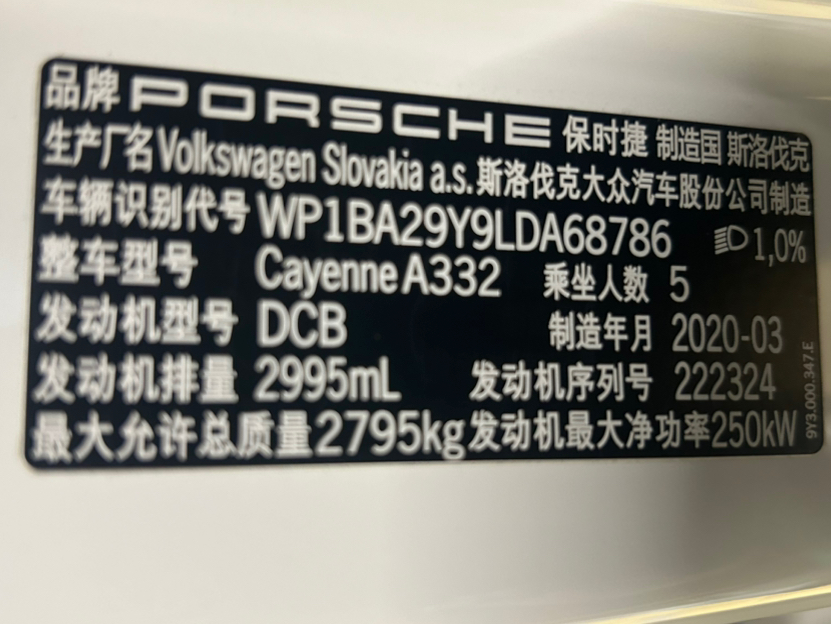 品牌 PORSCHE 保时捷 制造国 斯洛伐克
生产厂名 Volkswagen Slovakia a.s.斯洛伐克大众汽车股份公司制造
车辆识别代号 WP1BA29Y9LDA68786 1,0%
整车型号 Cayenne A332 乘坐人数 5
发动机型号 DCB 制造年月 2020-03
发动机排量 2995mL 发动机序列号 222324
最大允许总质量 2795kg 发动机最大净功率 250kW
9Y3.000.347.E